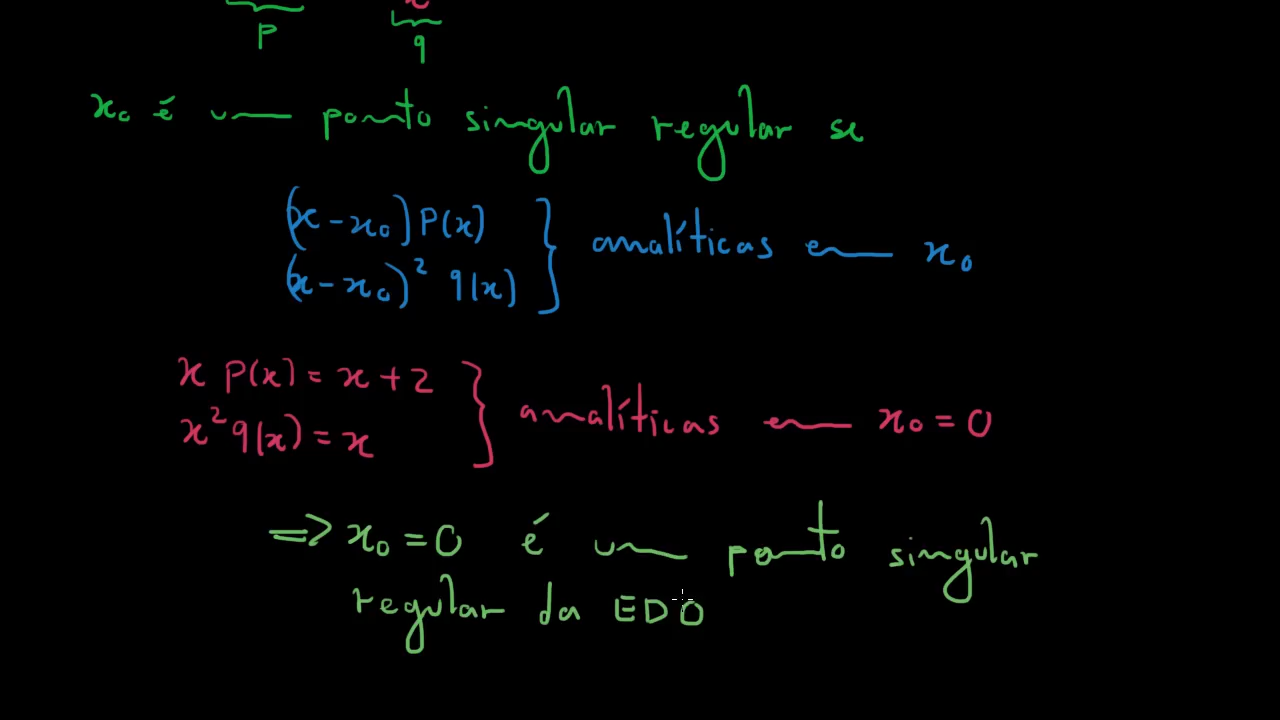 P q
x₀ é um ponto singular regular se
(x-x₀) P(x)
(x-x₀)² q(x) } analíticas em x₀
x P(x) = x+2
x² q(x) = x } analíticas em x₀=0
=> x₀=0 é um ponto singular
regular da EDO